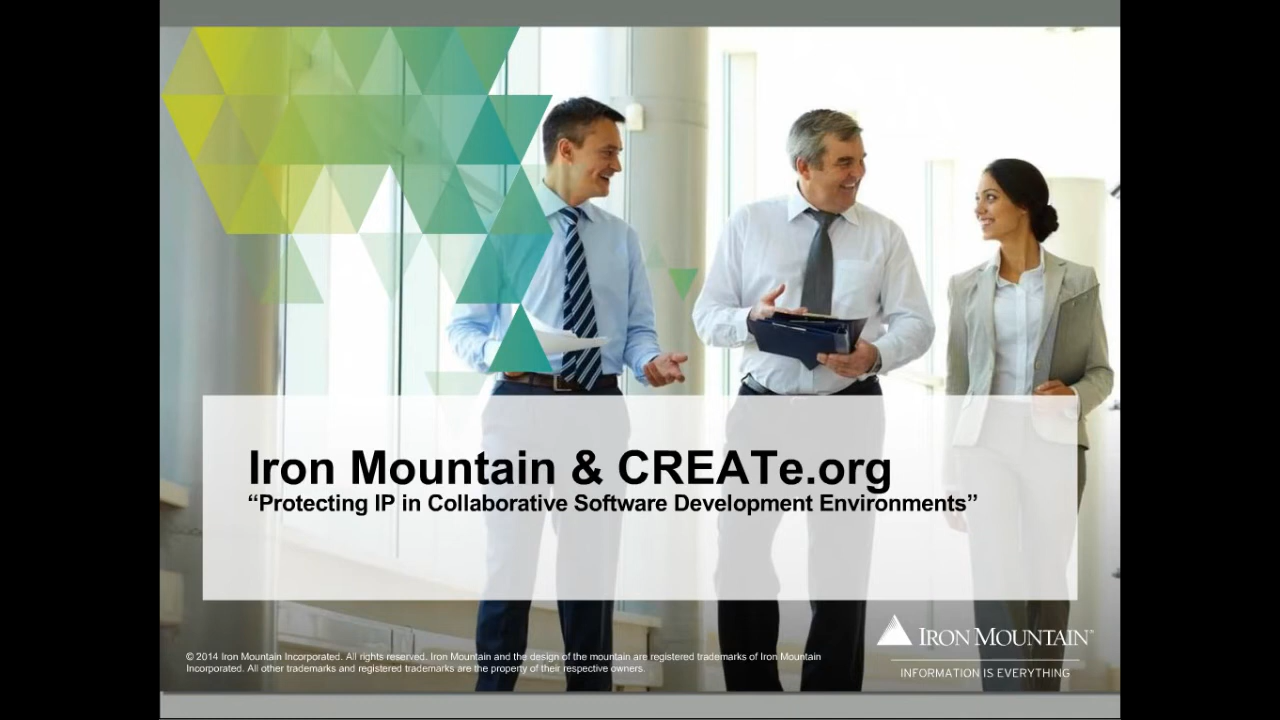 Iron Mountain & CREATe.org
“Protecting IP in Collaborative Software Development Environments”
IRON MOUNTAIN®
INFORMATION IS EVERYTHING
© 2014 Iron Mountain Incorporated. All rights reserved. Iron Mountain and the design of the mountain are registered trademarks of Iron Mountain
Incorporated. All other trademarks and registered trademarks are the property of their respective owners.